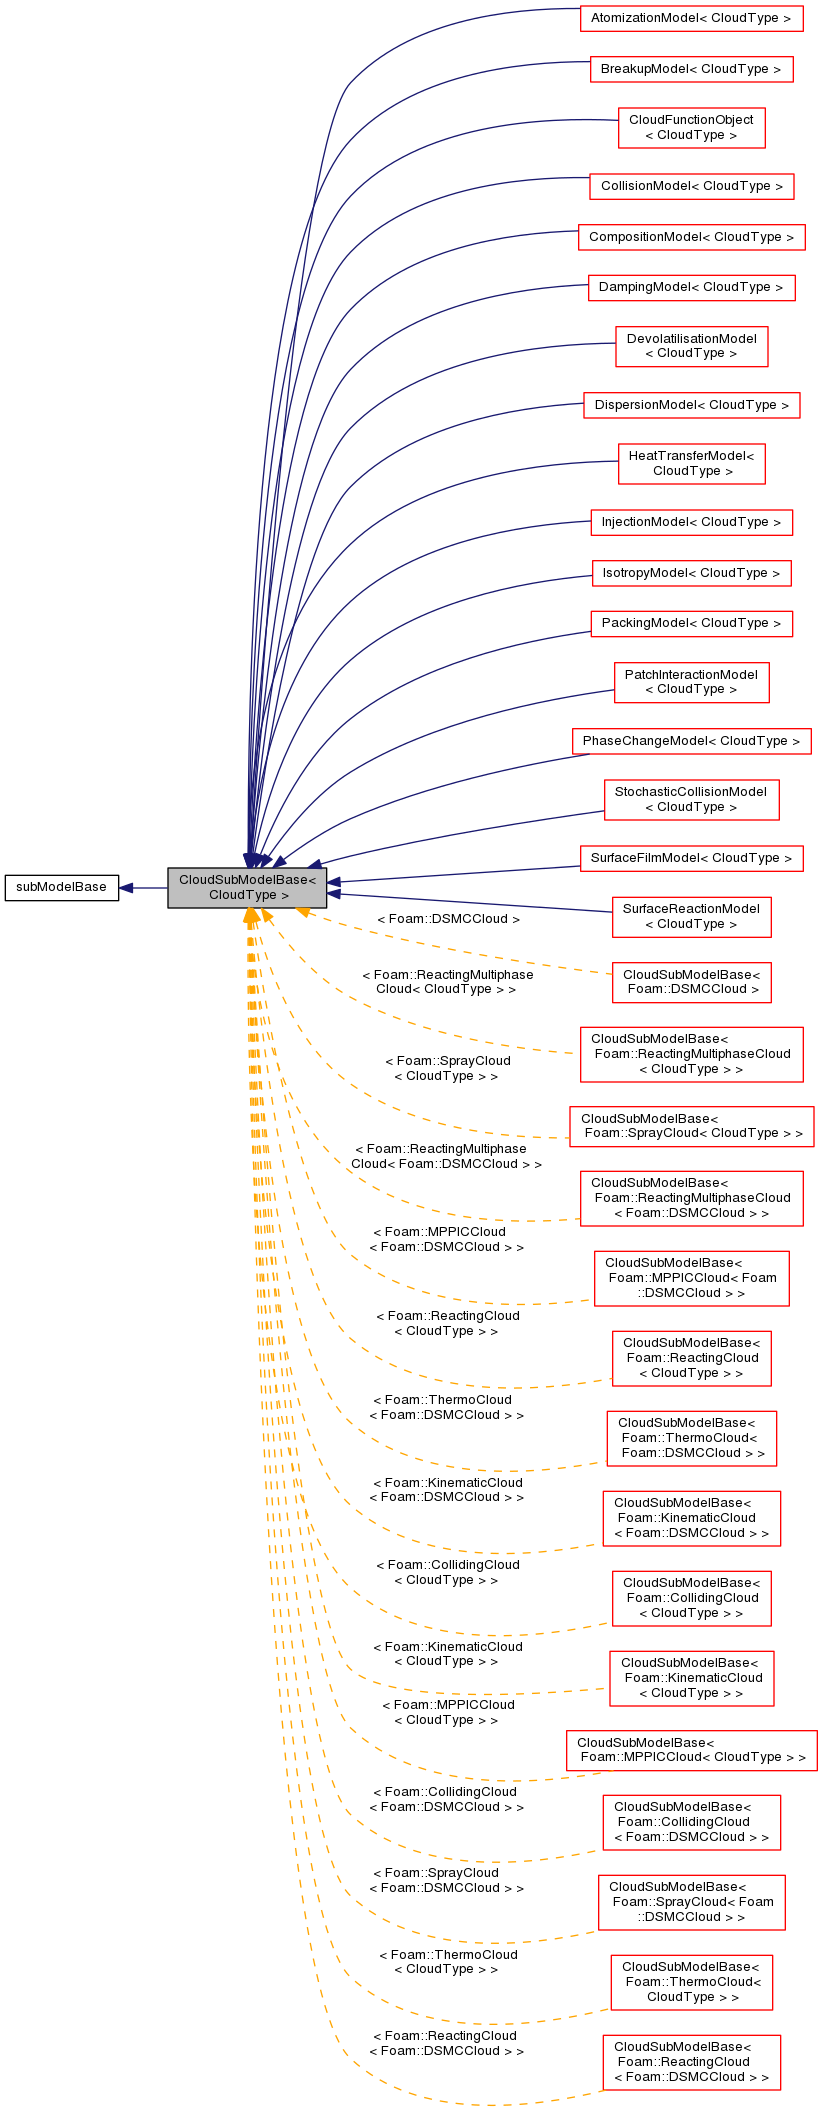 AtomizationModel< CloudType >
BreakupModel< CloudType >
CloudFunctionObject
< CloudType >
CollisionModel< CloudType >
CompositionModel< CloudType >
DampingModel< CloudType >
DevolatilisationModel
< CloudType >
DispersionModel< CloudType >
HeatTransferModel<
CloudType >
InjectionModel< CloudType >
IsotropyModel< CloudType >
PackingModel< CloudType >
PatchInteractionModel
< CloudType >
PhaseChangeModel< CloudType >
StochasticCollisionModel
< CloudType >
SurfaceFilmModel< CloudType >
subModelBase
CloudSubModelBase<
CloudType >
SurfaceReactionModel
< CloudType >
< Foam::DSMCCloud >
CloudSubModelBase<
Foam::DSMCCloud >
< Foam::ReactingMultiphase
Cloud< CloudType > >
CloudSubModelBase<
Foam::ReactingMultiphaseCloud
< CloudType > >
< Foam::SprayCloud
< CloudType > >
CloudSubModelBase<
Foam::SprayCloud< CloudType > >
< Foam::ReactingMultiphase
Cloud< Foam::DSMCCloud > >
CloudSubModelBase<
Foam::ReactingMultiphaseCloud
< Foam::DSMCCloud > >
< Foam::MPPICCloud
< Foam::DSMCCloud > >
CloudSubModelBase<
Foam::MPPICCloud< Foam
::DSMCCloud > >
< Foam::ReactingCloud
< CloudType > >
CloudSubModelBase<
Foam::ReactingCloud
< CloudType > >
< Foam::ThermoCloud
< Foam::DSMCCloud > >
CloudSubModelBase<
Foam::ThermoCloud<
Foam::DSMCCloud > >
< Foam::KinematicCloud
< Foam::DSMCCloud > >
CloudSubModelBase<
Foam::KinematicCloud
< Foam::DSMCCloud > >
< Foam::CollidingCloud
< CloudType > >
CloudSubModelBase<
Foam::CollidingCloud
< CloudType > >
< Foam::KinematicCloud
< CloudType > >
CloudSubModelBase<
Foam::KinematicCloud
< CloudType > >
< Foam::MPPICCloud
< CloudType > >
CloudSubModelBase<
Foam::MPPICCloud< CloudType > >
< Foam::CollidingCloud
< Foam::DSMCCloud > >
CloudSubModelBase<
Foam::CollidingCloud
< Foam::DSMCCloud > >
< Foam::SprayCloud
< Foam::DSMCCloud > >
CloudSubModelBase<
Foam::SprayCloud< Foam
::DSMCCloud > >
< Foam::ThermoCloud
< CloudType > >
CloudSubModelBase<
Foam::ThermoCloud<
CloudType > >
< Foam::ReactingCloud
< Foam::DSMCCloud > >
CloudSubModelBase<
Foam::ReactingCloud
< Foam::DSMCCloud > >